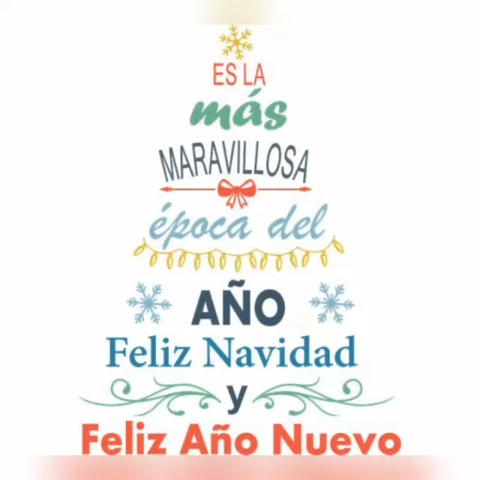 ES LA
más
MARAVILLOSA
época del
AÑO
Feliz Navidad
y
Feliz Año Nuevo